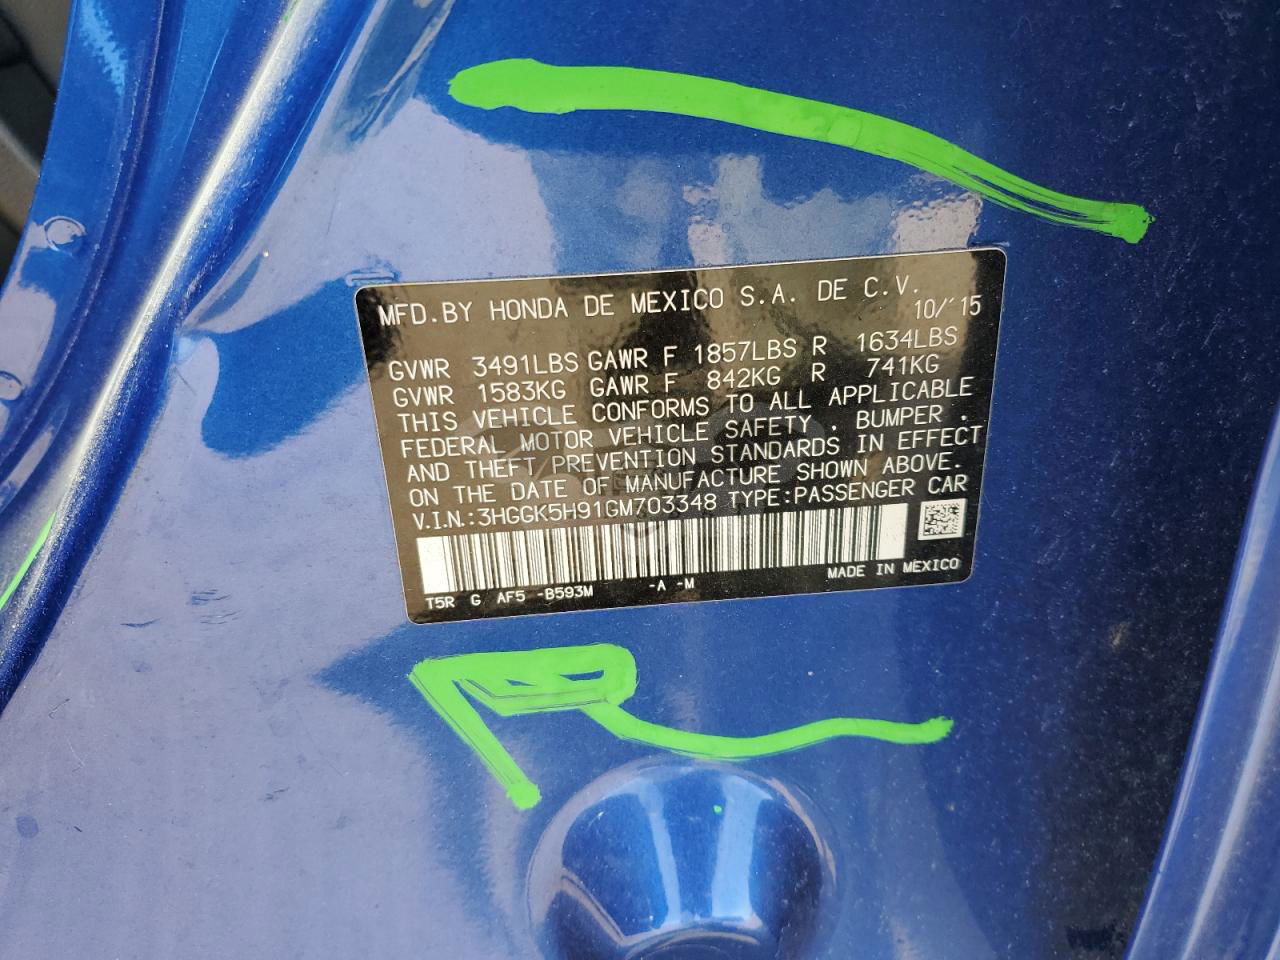 MFD.BY HONDA DE MEXICO S.A. DE C.V.
10/'15
GVWR 3491LBS GAWR F 1857LBS R 1634LBS
GVWR 1583KG GAWR F 842KG R 741KG
THIS VEHICLE CONFORMS TO ALL APPLICABLE
FEDERAL MOTOR VEHICLE SAFETY , BUMPER ,
AND THEFT PREVENTION STANDARDS IN EFFECT
ON THE DATE OF MANUFACTURE SHOWN ABOVE.
V.I.N.:3HGGK5H91GM703348 TYPE:PASSENGER CAR
MADE IN MEXICO
T5R G AF5 -B593M -A -M